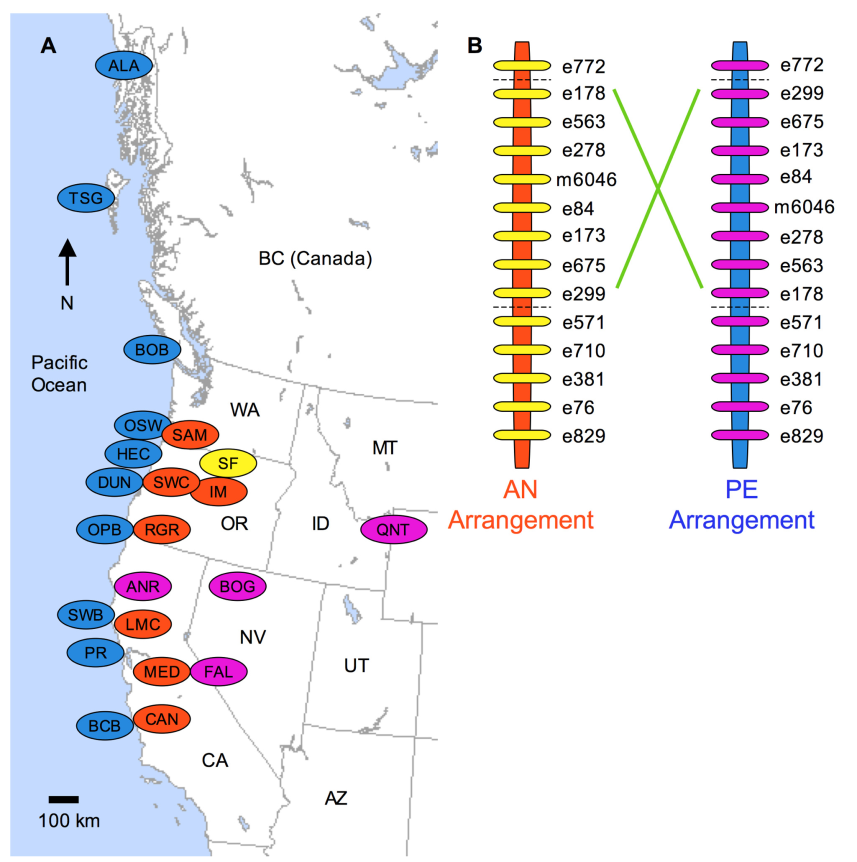 A
ALA
TSG
N
BC (Canada)
BOB
Pacific
Ocean
WA
OSW
SAM
MT
HEC
SF
DUN
SWC
IM
OPB
RGR
OR
ID
QNT
ANR
BOG
SWB
LMC
NV
PR
MED
FAL
UT
BCB
CAN
CA
AZ
100 km
B
e772
e178
e563
e278
m6046
e84
e173
e675
e299
e571
e710
e381
e76
e829
AN
Arrangement
e772
e299
e675
e173
e84
m6046
e278
e563
e178
e571
e710
e381
e76
e829
PE
Arrangement